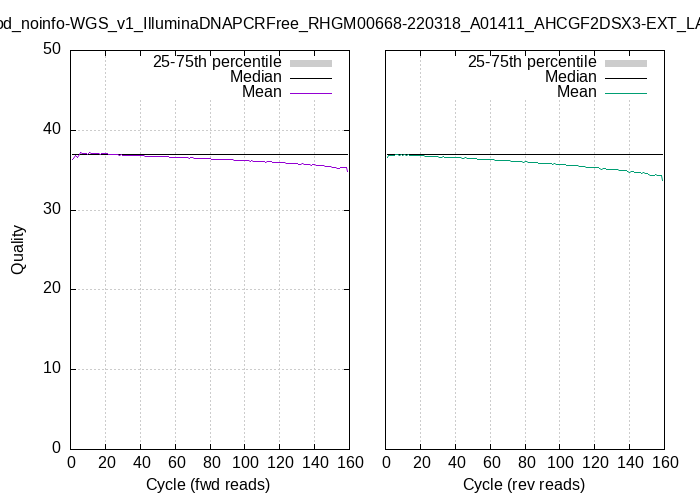 od_noinfo-WGS_v1_IlluminaDNAPCRFree_RHGM00668-220318_A01411_AHCGF2DSX3-EXT_LA
50
40
30
20
10
0
Quality
25-75th percentile
Median
Mean
0 20 40 60 80 100 120 140 160
Cycle (fwd reads)
25-75th percentile
Median
Mean
0 20 40 60 80 100 120 140 160
Cycle (rev reads)